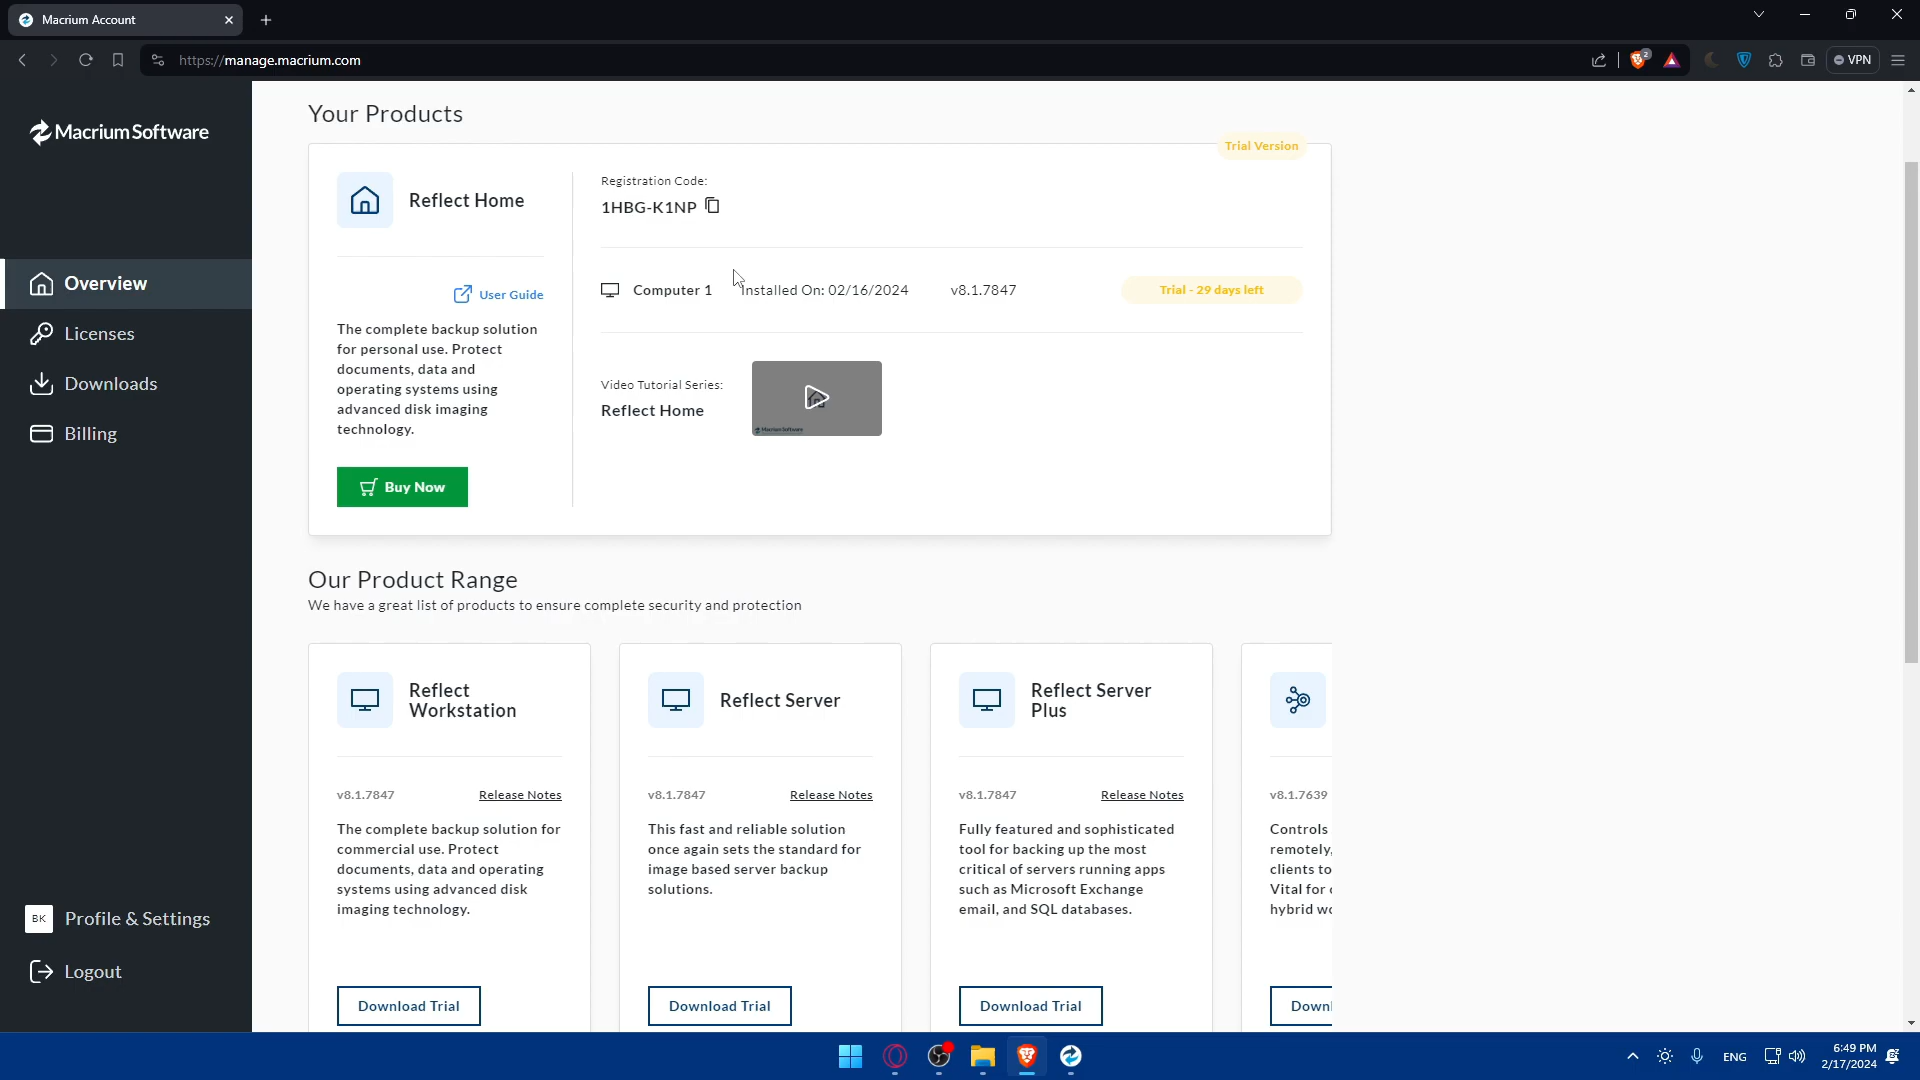 Macrium Account
https://manage.macrium.com
2
VPN
Macrium Software
Overview
Licenses
Downloads
Billing
BK
Profile & Settings
Logout
Your Products
Trial Version
Reflect Home
User Guide
The complete backup solution
for personal use. Protect
documents, data and
operating systems using
advanced disk imaging
technology.
Buy Now
Registration Code:
1HBG-K1NP
Computer 1
Installed On: 02/16/2024
v8.1.7847
Trial - 29 days left
Video Tutorial Series:
Reflect Home
Macrium Software
Our Product Range
We have a great list of products to ensure complete security and protection
Reflect
Workstation
v8.1.7847
Release Notes
The complete backup solution for
commercial use. Protect
documents, data and operating
systems using advanced disk
imaging technology.
Download Trial
Reflect Server
v8.1.7847
Release Notes
This fast and reliable solution
once again sets the standard for
image based server backup
solutions.
Download Trial
Reflect Server
Plus
v8.1.7847
Release Notes
Fully featured and sophisticated
tool for backing up the most
critical of servers running apps
such as Microsoft Exchange
email, and SQL databases.
Download Trial
v8.1.7639
Controls
remotely,
clients to
Vital for
hybrid
ENG
6:49 PM
2/17/2024